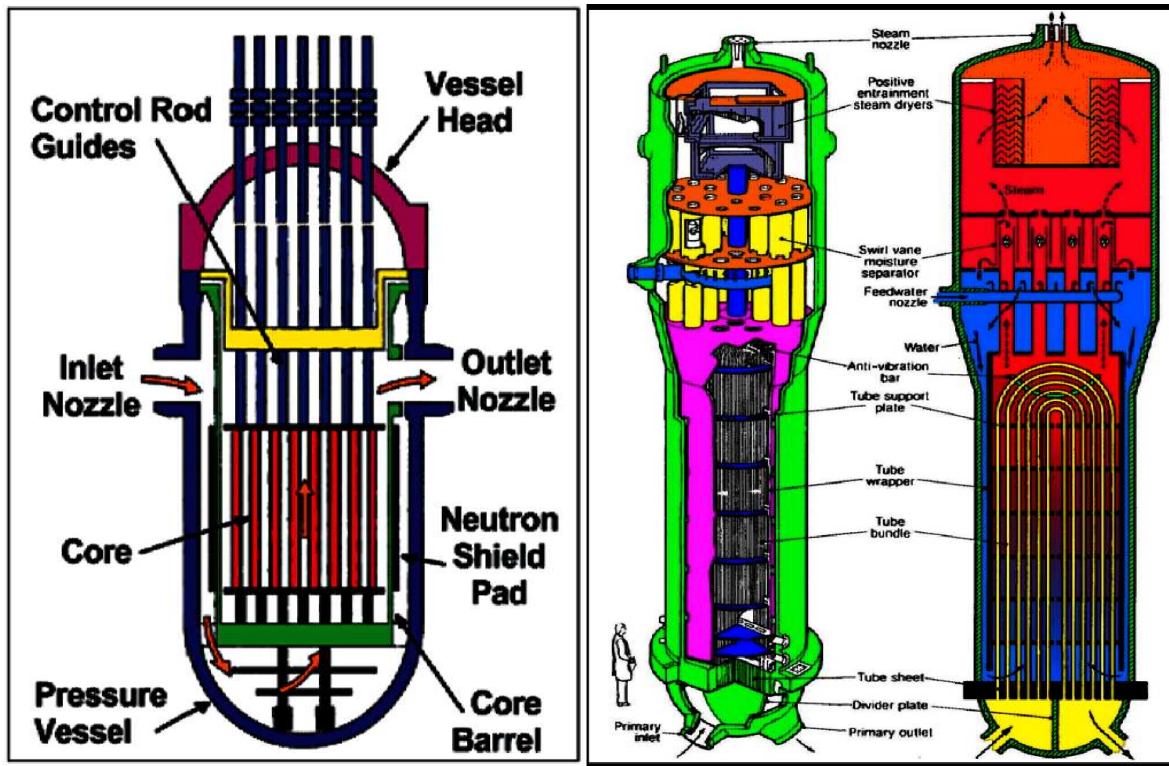 Control Rod
Guides
Vessel
Head
Inlet
Nozzle
Outlet
Nozzle
Core
Neutron
Shield
Pad
Pressure
Vessel
Core
Barrel
Steam
nozzle
Positive
entrainment
steam dryers
Steam
Swirl vane
moisture
separator
Feedwater
nozzle
Water
Anti-vibration
bar
Tube support
plate
Tube
wrapper
Tube
bundle
Tube sheet
Divider plate
Primary
inlet
Primary outlet